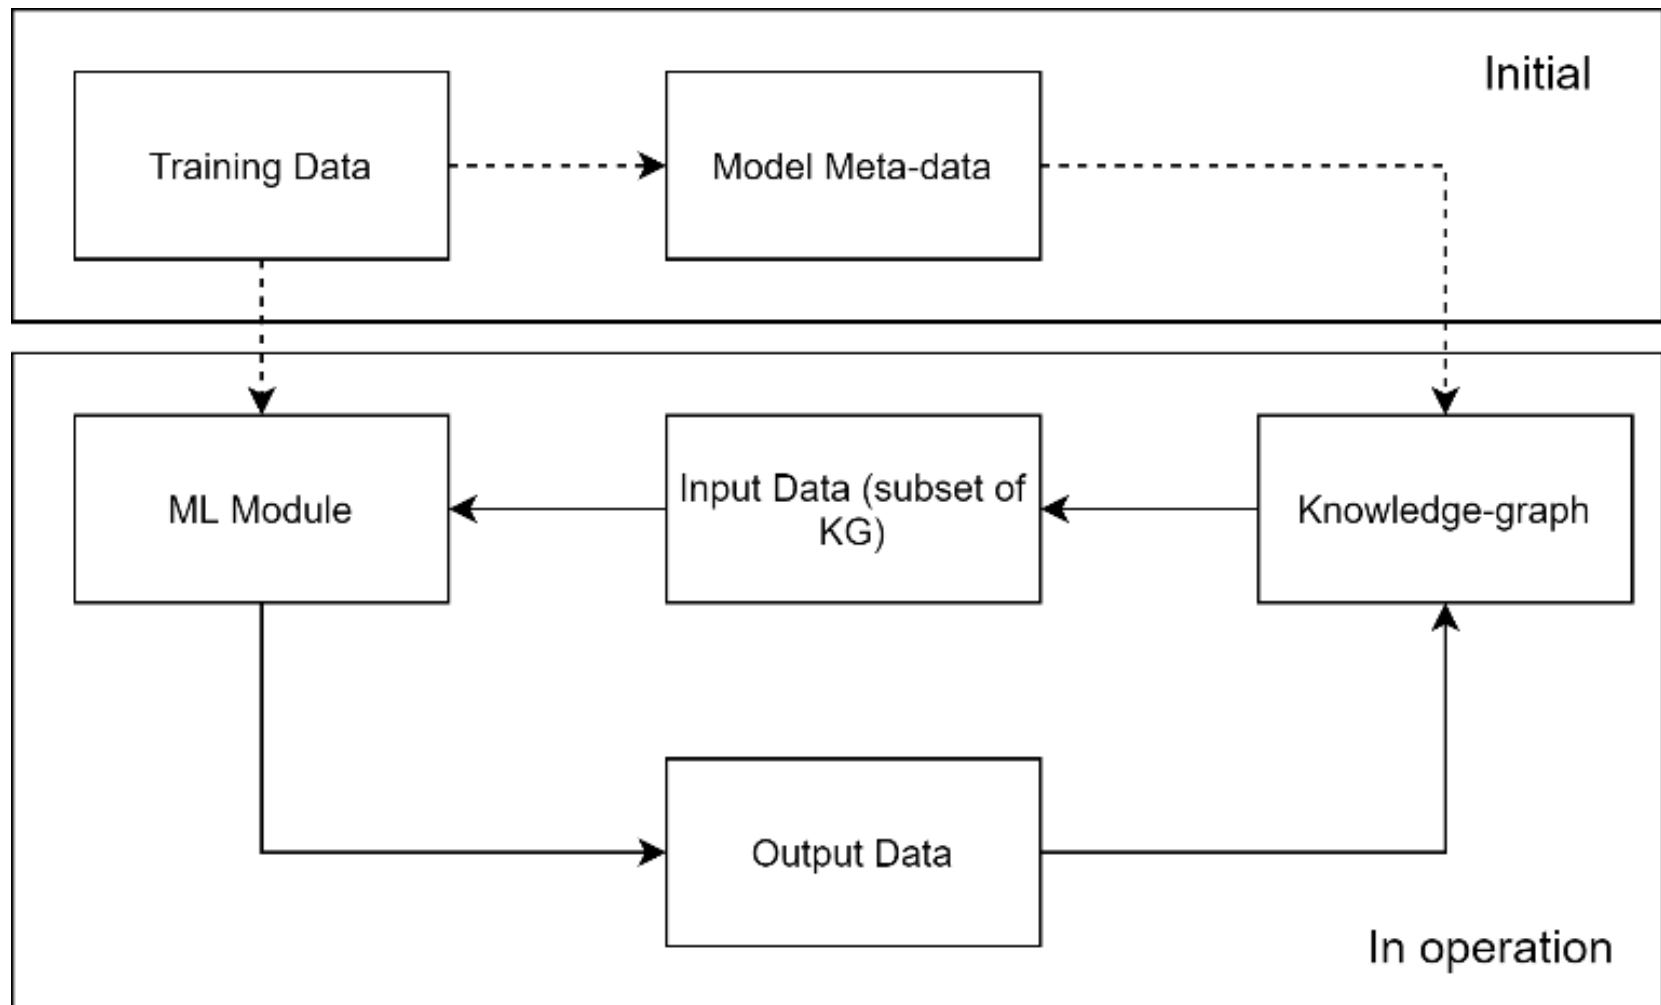 Initial
Training Data
Model Meta-data
ML Module
Input Data (subset of
KG)
Knowledge-graph
Output Data
In operation